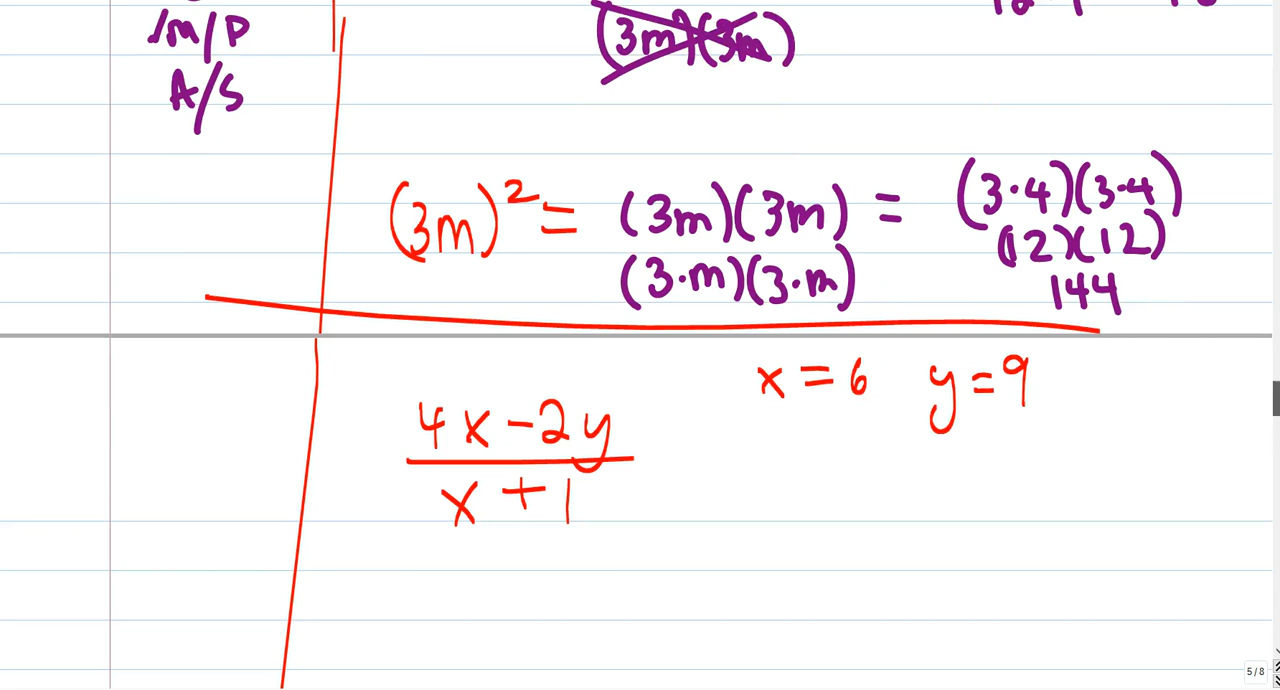 (3m)(3m)
/m/P
A/S
(3m)² = (3m)(3m) = (3·4)(3·4)
(3·m)(3·m) (12)(12)
144
x = 6 y = 9
4x - 2y
x + 1
5 / 8